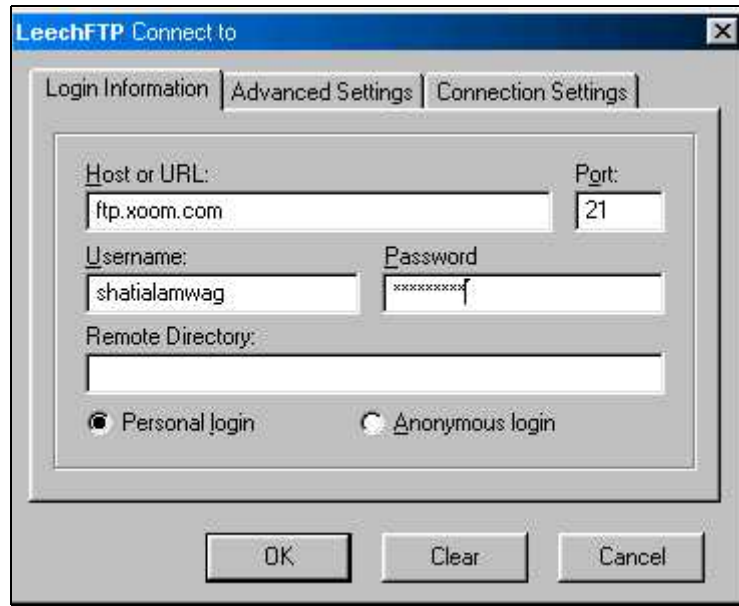 LeechFTP Connect to
Login Information Advanced Settings Connection Settings
Host or URL: Port:
ftp.xoom.com 21
Username: Password
shatialamwag *********
Remote Directory:
Personal login Anonymous login
OK Clear Cancel